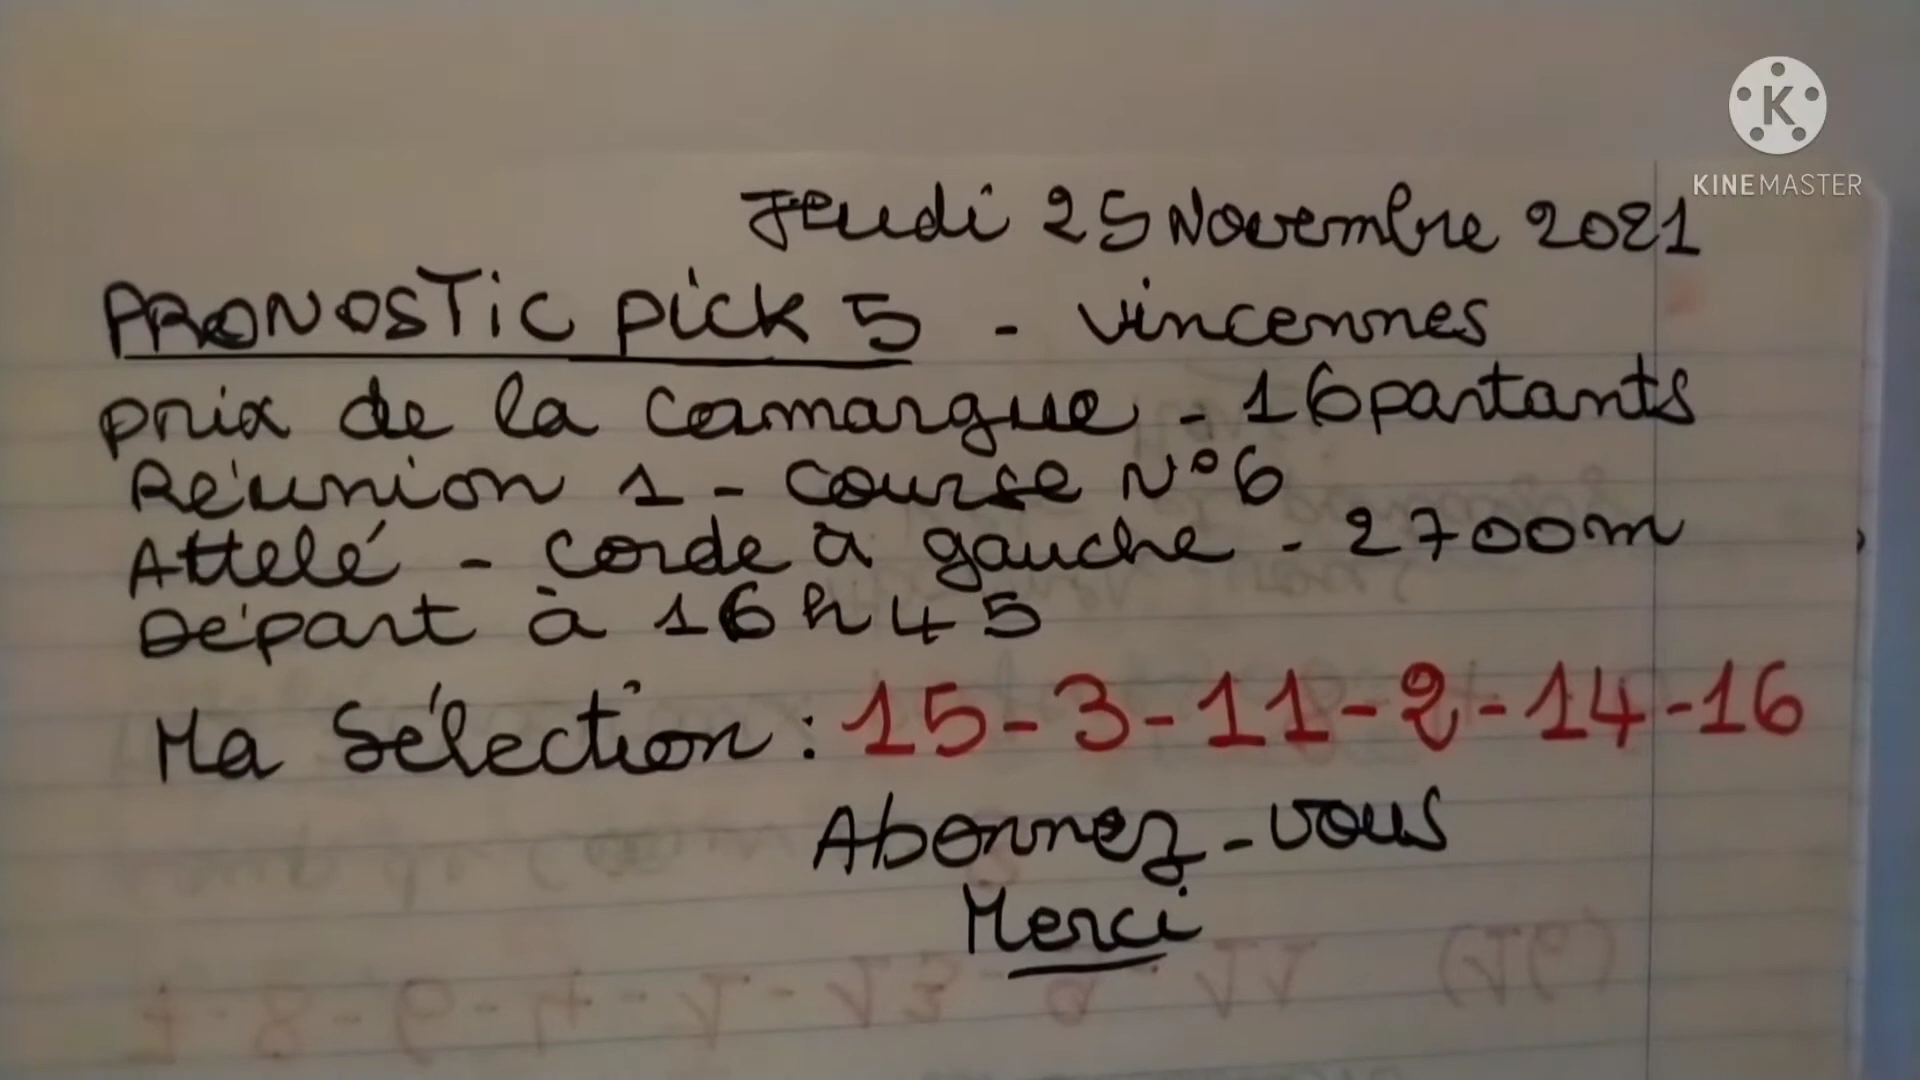 K
KINEMASTER
Jeudi 25 Novembre 2021
PRONOSTIC PICK 5 - Vincennes
prix de la Camargue - 16 partants
Réunion 1 - Course N°6
Attelé - Corde à gauche - 2700m
Départ à 16h45
Ma Sélection : 15-3-11-2-14-16
Abonnez-vous
Merci